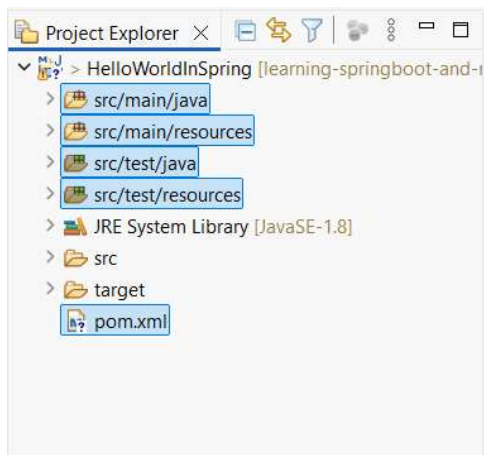 Project Explorer
> HelloWorldInSpring [learning-springboot-and-
src/main/java
src/main/resources
src/test/java
src/test/resources
JRE System Library [JavaSE-1.8]
src
target
pom.xml